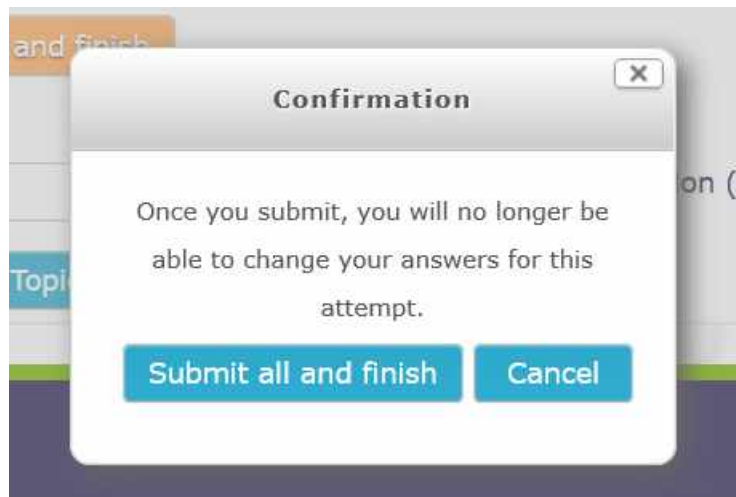 and finish
Confirmation
on (
Once you submit, you will no longer be
able to change your answers for this
attempt.
Topi
Submit all and finish
Cancel